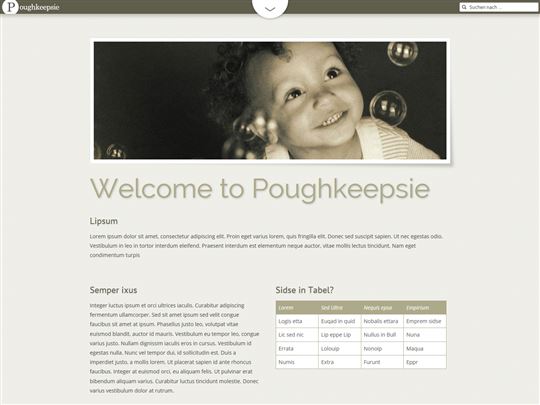 Poughkeepsie
Suchen nach ...
Welcome to Poughkeepsie
Lipsum
Lorem ipsum dolor sit amet, consectetur adipiscing elit. Proin eget varius lorem, quis fringilla elit. Donec sed suscipit sapien. Ut nec egestas odio.
Vestibulum in leo in tortor interdum eleifend. Praesent interdum est elementum neque auctor, vitae mollis lectus tincidunt. Nam eget
condimentum turpis
Semper ixus
Integer luctus ipsum et orci ultrices iaculis. Curabitur adipiscing
fermentum ullamcorper. Sed sit amet ipsum sed velit congue
faucibus sit amet at ipsum. Phasellus justo leo, volutpat vitae
euismod blandit, auctor id mauris. Vestibulum eu tempor leo, congue
varius justo. Nullam dignissim iaculis eros in cursus. Vestibulum id
egestas nulla. Nunc vel tempor dui, id sollicitudin est. Duis a
imperdiet justo, a mollis lorem. Ut placerat sapien id ante rhoncus
faucibus. Integer at euismod orci, eu aliquam felis. Ut pulvinar erat
bibendum aliquam varius. Curabitur luctus tincidunt molestie. Donec
varius vestibulum dolor at rutrum.
Sidse in Tabel?
Lorem Sed Ultra Nequis epse Empirium
Logis etta Euqad in quid Nobalis ettara Emprem sidse
Lic sed nic Lip eppe Lip Nullus in Bull Nuna
Errata Lolouip Nonoip Maqua
Numis Extra Furunt Eppr